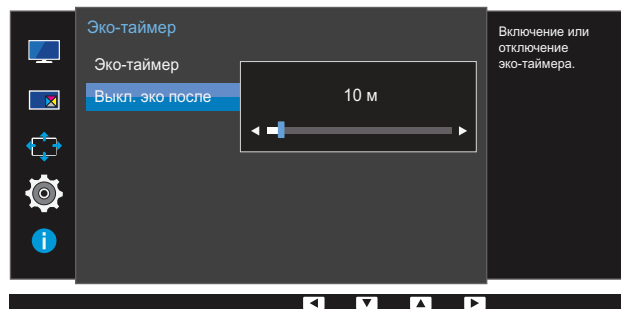 Эко-таймер
Эко-таймер
Выкл. эко после
10 м
Включение или
отключение
эко-таймера.